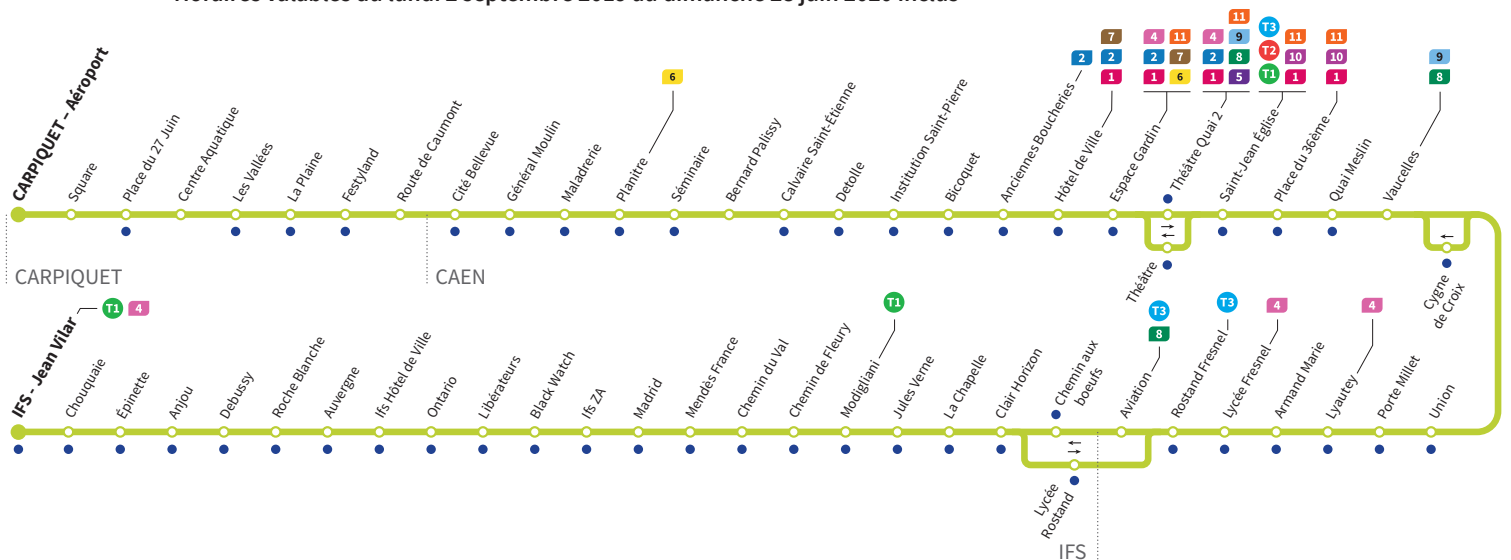 Horaires valables du lundi 2 septembre 2019 au dimanche 28 juin 2020 inclus
CARPIQUET – Aéroport
Square
Place du 27 Juin
Centre Aquatique
Les Vallées
La Plaine
Festyland
Route de Caumont
Cité Bellevue
Général Moulin
Maladrerie
Planitre
6
Séminaire
Bernard Palissy
Calvaire Saint-Étienne
Detolle
Institution Saint-Pierre
Bicoquet
Anciennes Boucheries
2
Hôtel de Ville
7
2
1
Espace Gardin
4 11
2 7
1 6
Théâtre Quai 2
11
4 9
2 8
1 5
Théâtre
Saint-Jean Église
T3
T2 11
T1 10
1
Place du 36ème
11
10
1
Quai Meslin
Vaucelles
9
8
Cygne
de Croix
CARPIQUET
CAEN
IFS - Jean Vilar
T1 4
Chouquaie
Épinette
Anjou
Debussy
Roche Blanche
Auvergne
Ifs Hôtel de Ville
Ontario
Libérateurs
Black Watch
Ifs ZA
Madrid
Mendès France
Chemin du Val
Chemin de Fleury
Modigliani
T1
Jules Verne
La Chapelle
Clair Horizon
Chemin aux
boeufs
Lycée
Rostand
Aviation
T3
8
Rostand Fresnel
T3
Lycée Fresnel
4
Armand Marie
Lyautey
4
Porte Millet
Union
IFS